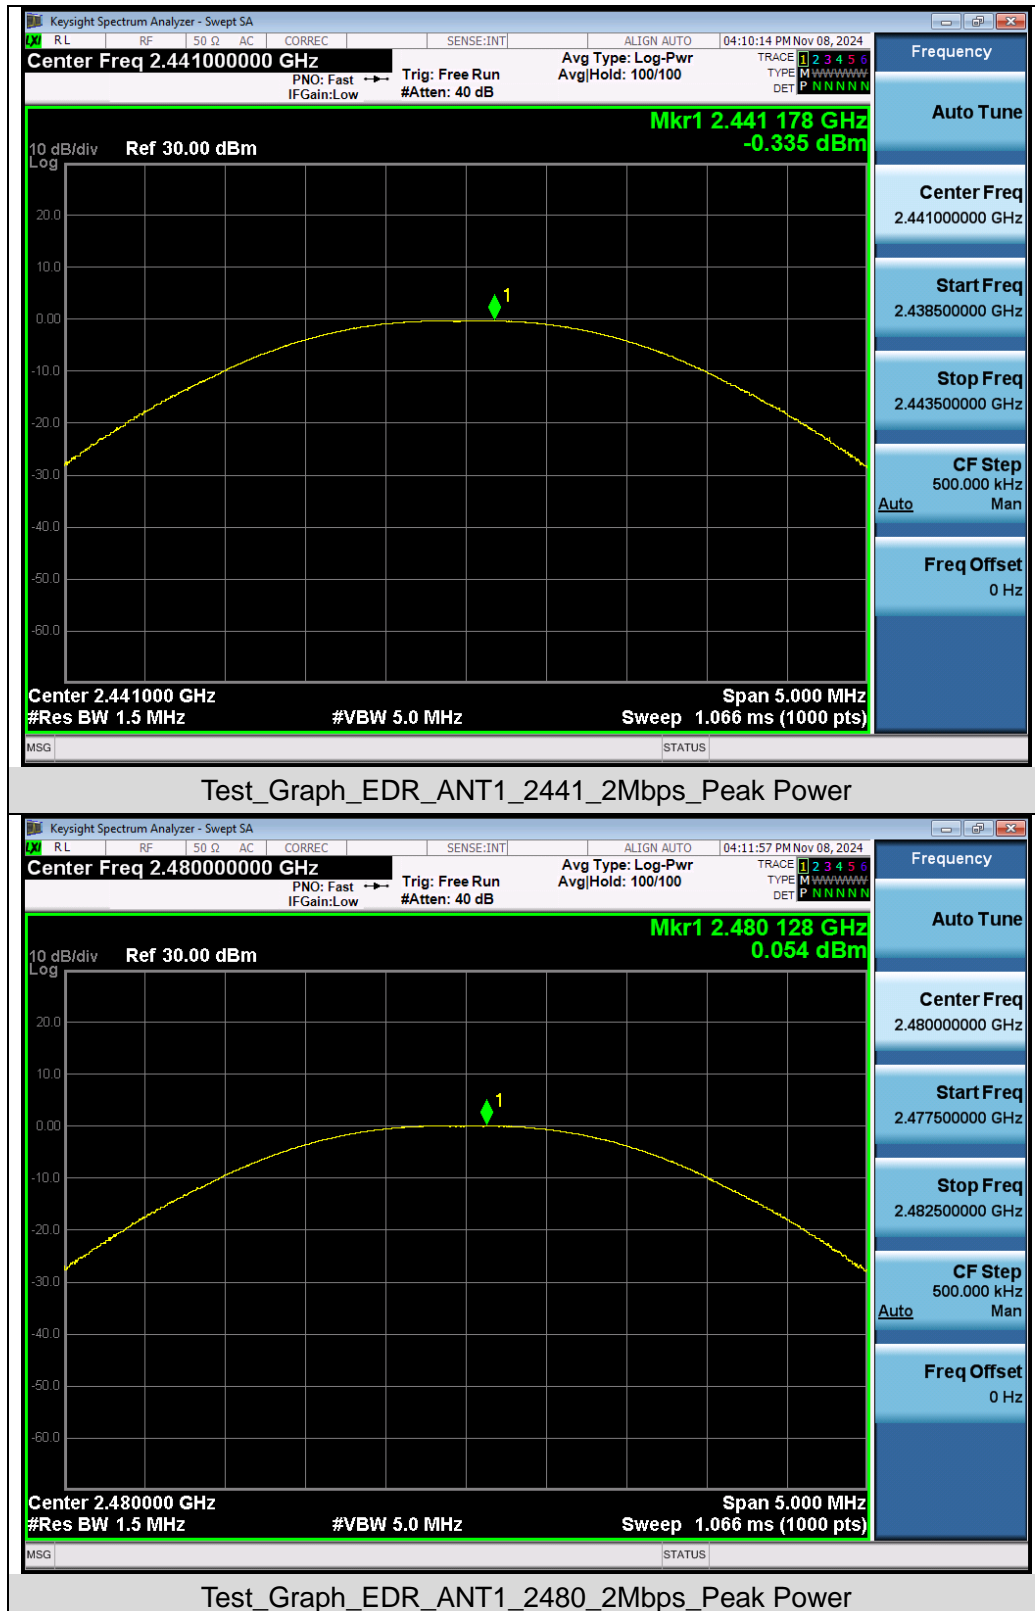 Keysight Spectrum Analyzer - Swept SA
LXI RL RF 50 Ω AC CORREC SENSE:INT ALIGN AUTO 04:10:14 PM Nov 08, 2024
Center Freq 2.441000000 GHz
PNO: Fast
IFGain:Low
Trig: Free Run
#Atten: 40 dB
Avg Type: Log-Pwr
Avg|Hold: 100/100
TRACE 1 2 3 4 5 6
TYPE M WWWWW
DET P N N N N N
Mkr1 2.441 178 GHz
-0.335 dBm
10 dB/div Ref 30.00 dBm
Log
20.0
10.0
0.00
-10.0
-20.0
-30.0
-40.0
-50.0
-60.0
1
Center 2.441000 GHz Span 5.000 MHz
#Res BW 1.5 MHz #VBW 5.0 MHz Sweep 1.066 ms (1000 pts)
MSG STATUS
Frequency
Auto Tune
Center Freq
2.441000000 GHz
Start Freq
2.438500000 GHz
Stop Freq
2.443500000 GHz
CF Step
500.000 kHz
Auto Man
Freq Offset
0 Hz
Test_Graph_EDR_ANT1_2441_2Mbps_Peak Power
Keysight Spectrum Analyzer - Swept SA
LXI RL RF 50 Ω AC CORREC SENSE:INT ALIGN AUTO 04:11:57 PM Nov 08, 2024
Center Freq 2.480000000 GHz
PNO: Fast
IFGain:Low
Trig: Free Run
#Atten: 40 dB
Avg Type: Log-Pwr
Avg|Hold: 100/100
TRACE 1 2 3 4 5 6
TYPE M WWWWW
DET P N N N N N
Mkr1 2.480 128 GHz
0.054 dBm
10 dB/div Ref 30.00 dBm
Log
20.0
10.0
0.00
-10.0
-20.0
-30.0
-40.0
-50.0
-60.0
1
Center 2.480000 GHz Span 5.000 MHz
#Res BW 1.5 MHz #VBW 5.0 MHz Sweep 1.066 ms (1000 pts)
MSG STATUS
Frequency
Auto Tune
Center Freq
2.480000000 GHz
Start Freq
2.477500000 GHz
Stop Freq
2.482500000 GHz
CF Step
500.000 kHz
Auto Man
Freq Offset
0 Hz
Test_Graph_EDR_ANT1_2480_2Mbps_Peak Power